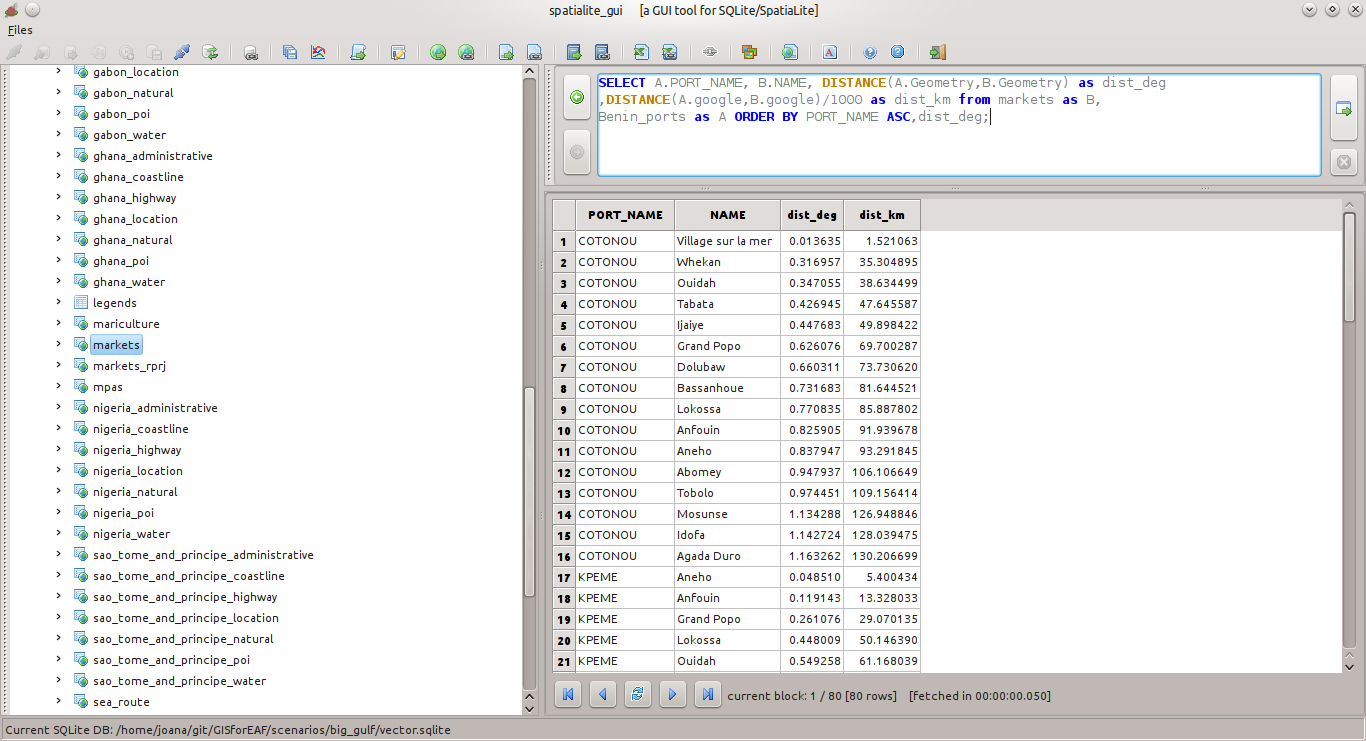 spatialite_gui [a GUI tool for SQLite/SpatiaLite]
Files
gabon_location
gabon_natural
gabon_poi
gabon_water
ghana_administrative
ghana_coastline
ghana_highway
ghana_location
ghana_natural
ghana_poi
ghana_water
legends
mariculture
markets
markets_rprj
mpas
nigeria_administrative
nigeria_coastline
nigeria_highway
nigeria_location
nigeria_natural
nigeria_poi
nigeria_water
sao_tome_and_principe_administrative
sao_tome_and_principe_coastline
sao_tome_and_principe_highway
sao_tome_and_principe_location
sao_tome_and_principe_natural
sao_tome_and_principe_poi
sao_tome_and_principe_water
sea_route
SELECT A.PORT_NAME, B.NAME, DISTANCE(A.Geometry,B.Geometry) as dist_deg
,DISTANCE(A.google,B.google)/1000 as dist_km from markets as B,
Benin_ports as A ORDER BY PORT_NAME ASC,dist_deg;
PORT_NAME NAME dist_deg dist_km
1 COTONOU Village sur la mer 0.013635 1.521063
2 COTONOU Whekan 0.316957 35.304895
3 COTONOU Ouidah 0.347055 38.634499
4 COTONOU Tabata 0.426945 47.645587
5 COTONOU Ijaiye 0.447683 49.898422
6 COTONOU Grand Popo 0.626076 69.700287
7 COTONOU Dolubaw 0.660311 73.730620
8 COTONOU Bassanhoue 0.731683 81.644521
9 COTONOU Lokossa 0.770835 85.887802
10 COTONOU Anfouin 0.825905 91.939678
11 COTONOU Aneho 0.837947 93.291845
12 COTONOU Abomey 0.947937 106.106649
13 COTONOU Tobolo 0.974451 109.156414
14 COTONOU Mosunse 1.134288 126.948846
15 COTONOU Idofa 1.142724 128.039475
16 COTONOU Agada Duro 1.163262 130.206699
17 KPEME Aneho 0.048510 5.400434
18 KPEME Anfouin 0.119143 13.328033
19 KPEME Grand Popo 0.261076 29.070135
20 KPEME Lokossa 0.448009 50.146390
21 KPEME Ouidah 0.549258 61.168039
current block: 1 / 80 [80 rows] [fetched in 00:00:00.050]
Current SQLite DB: /home/joana/git/GISforEAF/scenarios/big_gulf/vector.sqlite